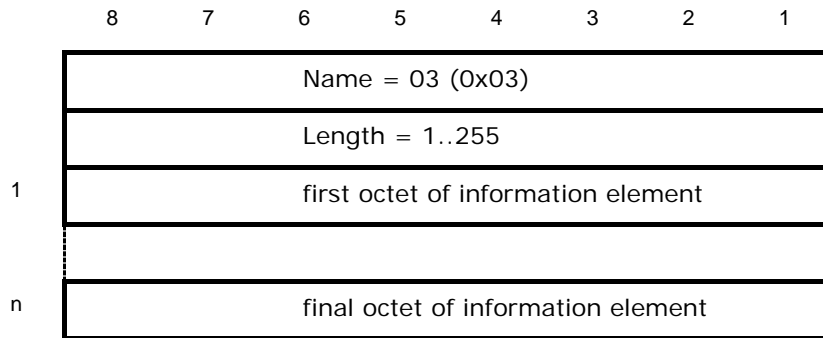 8 7 6 5 4 3 2 1
Name = 03 (0x03)
Length = 1..255
1 first octet of information element
n final octet of information element